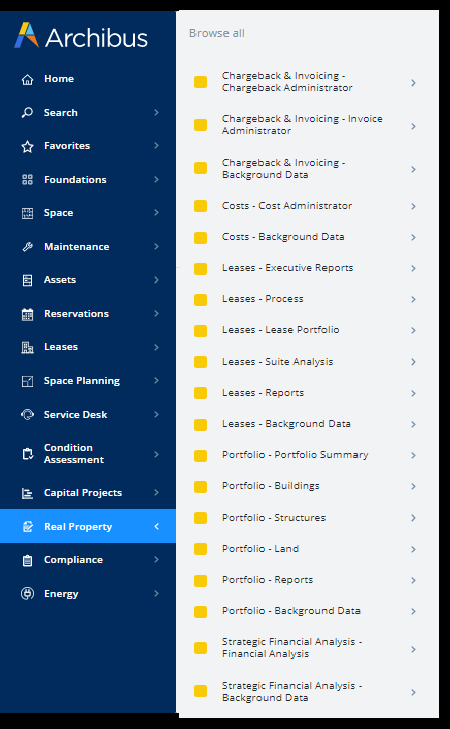 Archibus
Home
Search
Favorites
Foundations
Space
Maintenance
Assets
Reservations
Leases
Space Planning
Service Desk
Condition
Assessment
Capital Projects
Real Property
Compliance
Energy
Browse all
Chargeback & Invoicing -
Chargeback Administrator
Chargeback & Invoicing - Invoice
Administrator
Chargeback & Invoicing -
Background Data
Costs - Cost Administrator
Costs - Background Data
Leases - Executive Reports
Leases - Process
Leases - Lease Portfolio
Leases - Suite Analysis
Leases - Reports
Leases - Background Data
Portfolio - Portfolio Summary
Portfolio - Buildings
Portfolio - Structures
Portfolio - Land
Portfolio - Reports
Portfolio - Background Data
Strategic Financial Analysis -
Financial Analysis
Strategic Financial Analysis -
Background Data